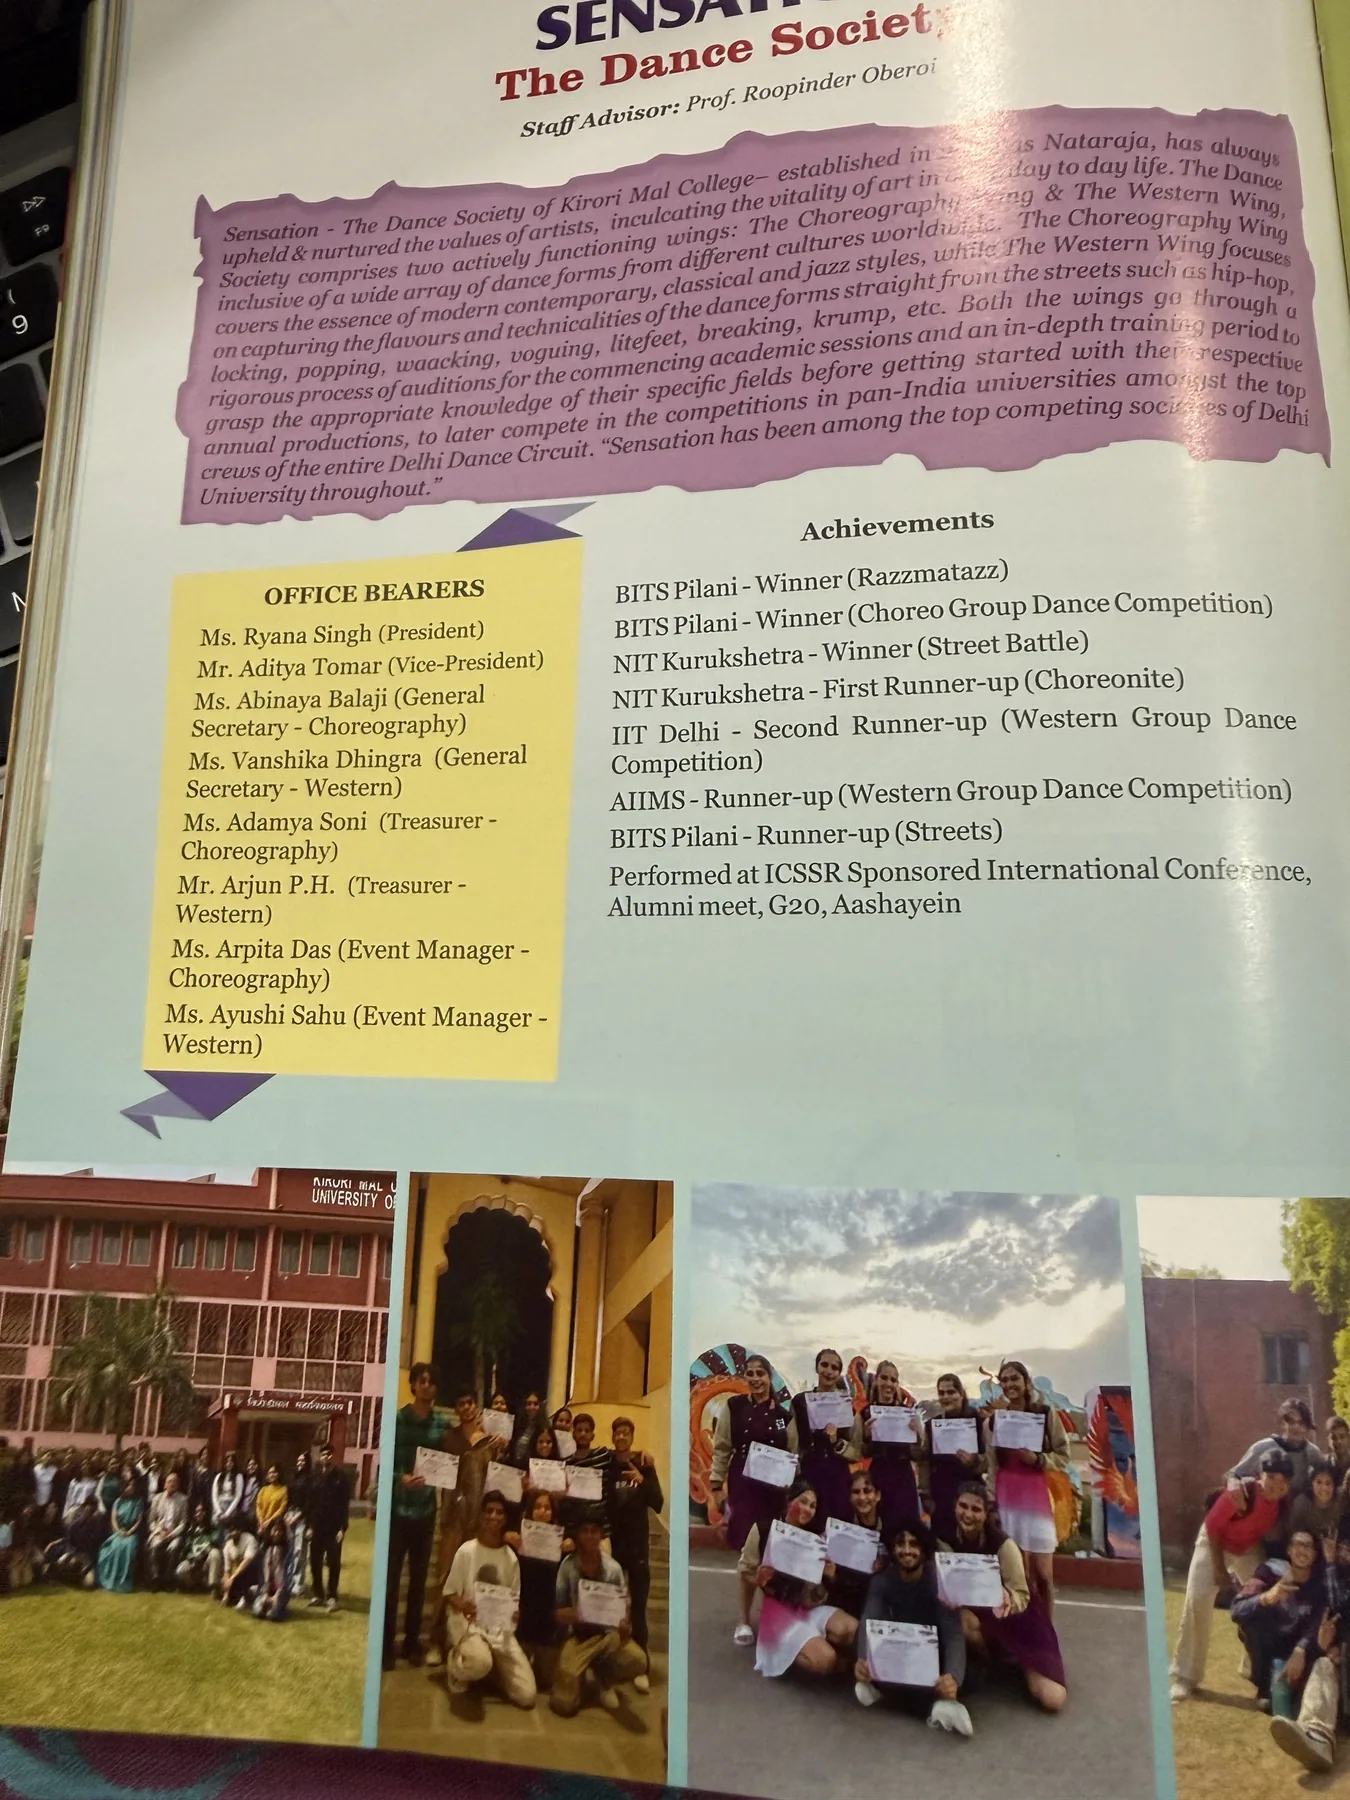 The Dance Society
Staff Advisor: Prof. Roopinder Oberoi
Sensation - The Dance Society of Kirori Mal College– established in as Nataraja, has always
upheld & nurtured the values of artists, inculcating the vitality of art in day to day life. The Dance
Society comprises two actively functioning wings: The Choreography & The Western Wing,
inclusive of a wide array of dance forms from different cultures worldwide. The Choreography Wing
covers the essence of modern contemporary, classical and jazz styles, while The Western Wing focuses
on capturing the flavours and technicalities of the dance forms straight from the streets such as hip-hop,
locking, popping, waacking, voguing, litefeet, breaking, krump, etc. Both the wings go through a
rigorous process of auditions for the commencing academic sessions and an in-depth training period to
grasp the appropriate knowledge of their specific fields before getting started with their respective
annual productions, to later compete in the competitions in pan-India universities amongst the top
crews of the entire Delhi Dance Circuit. “Sensation has been among the top competing societies of Delhi
University throughout.”
OFFICE BEARERS
Ms. Ryana Singh (President)
Mr. Aditya Tomar (Vice-President)
Ms. Abinaya Balaji (General
Secretary - Choreography)
Ms. Vanshika Dhingra (General
Secretary - Western)
Ms. Adamya Soni (Treasurer -
Choreography)
Mr. Arjun P.H. (Treasurer -
Western)
Ms. Arpita Das (Event Manager -
Choreography)
Ms. Ayushi Sahu (Event Manager -
Western)
Achievements
BITS Pilani - Winner (Razzmatazz)
BITS Pilani - Winner (Choreo Group Dance Competition)
NIT Kurukshetra - Winner (Street Battle)
NIT Kurukshetra - First Runner-up (Choreonite)
IIT Delhi - Second Runner-up (Western Group Dance
Competition)
AIIMS - Runner-up (Western Group Dance Competition)
BITS Pilani - Runner-up (Streets)
Performed at ICSSR Sponsored International Conference,
Alumni meet, G20, Aashayein
KIRORI MAL
UNIVERSITY
किरोड़ीमल महाविद्यालय
F9
9